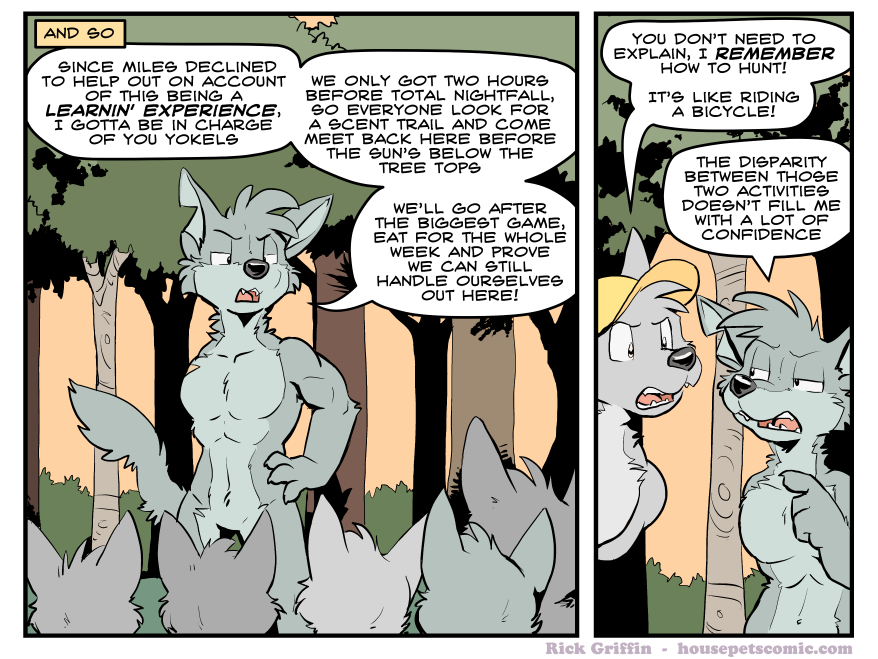 AND SO
SINCE MILES DECLINED
TO HELP OUT ON ACCOUNT
OF THIS BEING A
LEARNIN' EXPERIENCE,
I GOTTA BE IN CHARGE
OF YOU YOKELS
WE ONLY GOT TWO HOURS
BEFORE TOTAL NIGHTFALL,
SO EVERYONE LOOK FOR
A SCENT TRAIL AND COME
MEET BACK HERE BEFORE
THE SUN'S BELOW THE
TREE TOPS
WE'LL GO AFTER
THE BIGGEST GAME,
EAT FOR THE WHOLE
WEEK AND PROVE
WE CAN STILL
HANDLE OURSELVES
OUT HERE!
YOU DON'T NEED TO
EXPLAIN, I REMEMBER
HOW TO HUNT!
IT'S LIKE RIDING
A BICYCLE!
THE DISPARITY
BETWEEN THOSE
TWO ACTIVITIES
DOESN'T FILL ME
WITH A LOT OF
CONFIDENCE
Rick Griffin - housepetscomic.com